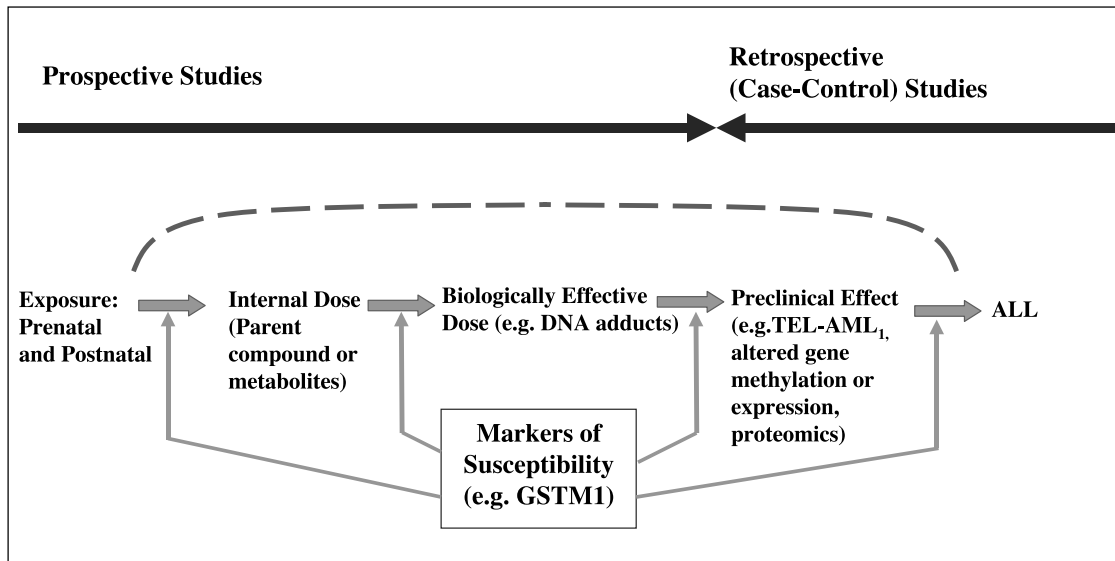 Prospective Studies
Retrospective
(Case-Control) Studies
Exposure:
Prenatal
and Postnatal
Internal Dose
(Parent
compound or
metabolites)
Biologically Effective
Dose (e.g. DNA adducts)
Preclinical Effect
(e.g.TEL-AML1,
altered gene
methylation or
expression,
proteomics)
ALL
Markers of
Susceptibility
(e.g. GSTM1)